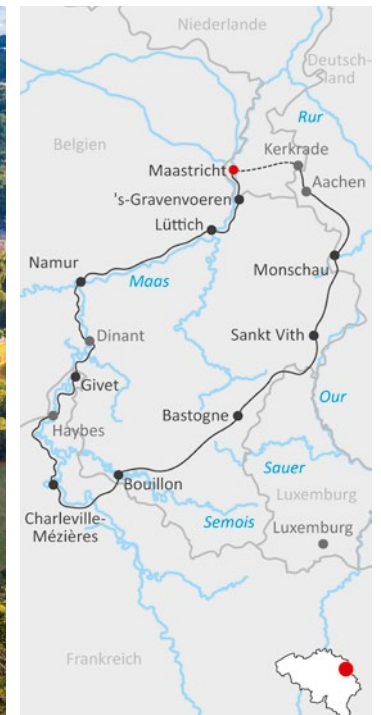 Niederlande
Deutsch-
land
Rur
Belgien
Kerkrade
Maastricht
Aachen
's-Gravenvoeren
Lüttich
Monschau
Namur
Maas
Dinant
Sankt Vith
Givet
Our
Bastogne
Haybes
Sauer
Bouillon
Luxemburg
Charleville-
Mézières
Semois
Luxemburg
Frankreich